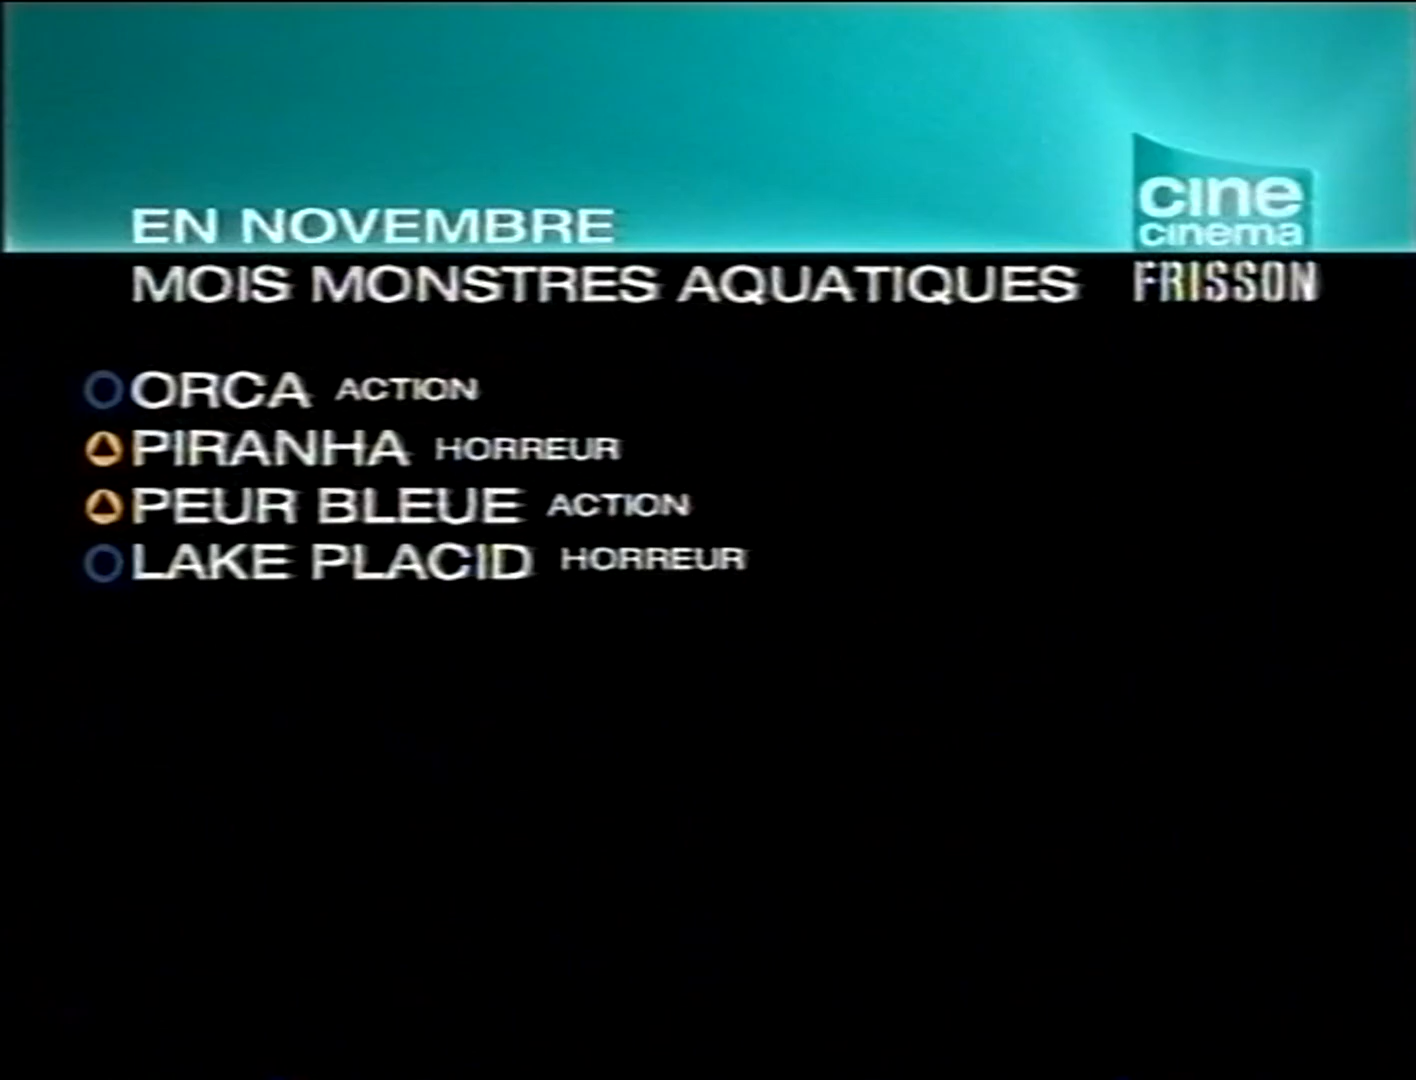 EN NOVEMBRE
cine
cinema
MOIS MONSTRES AQUATIQUES FRISSON
ORCA ACTION
PIRANHA HORREUR
PEUR BLEUE ACTION
LAKE PLACID HORREUR